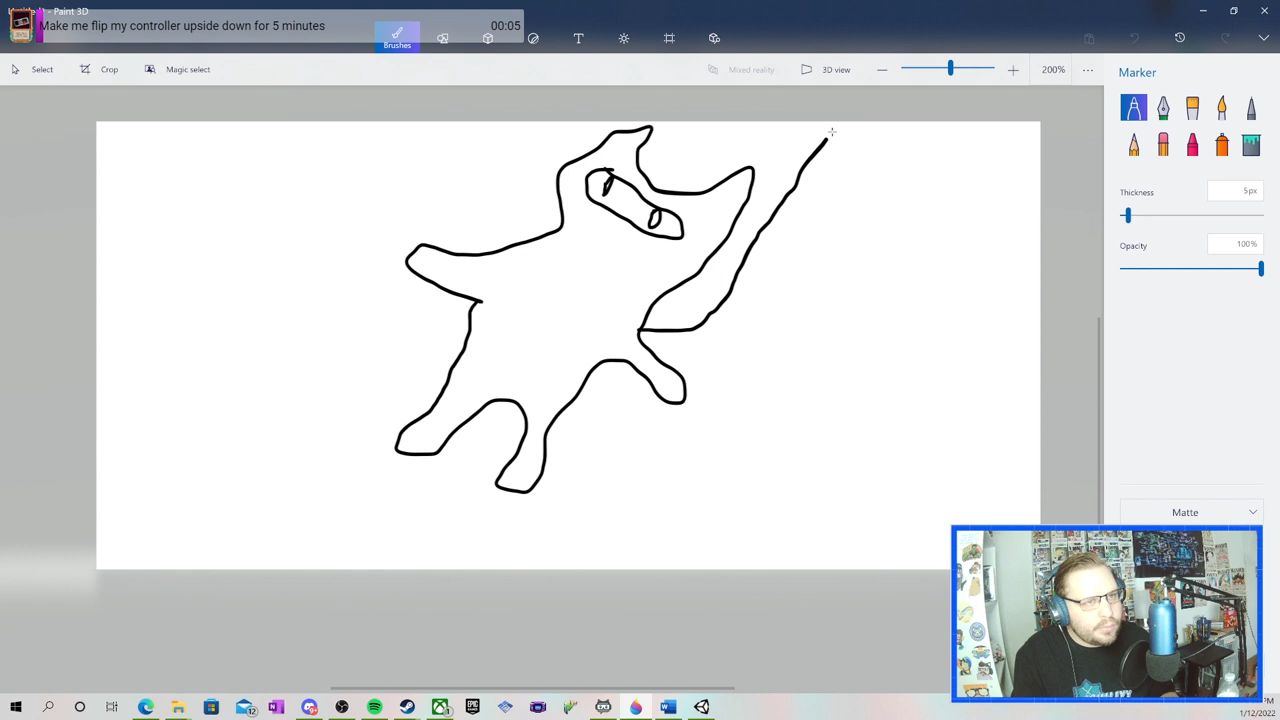 Paint 3D
Make me flip my controller upside down for 5 minutes
00:05
Brushes
Select
Crop
Magic select
Mixed reality
3D view
200%
Marker
Thickness
5px
Opacity
100%
Matte
12
1/12/2022